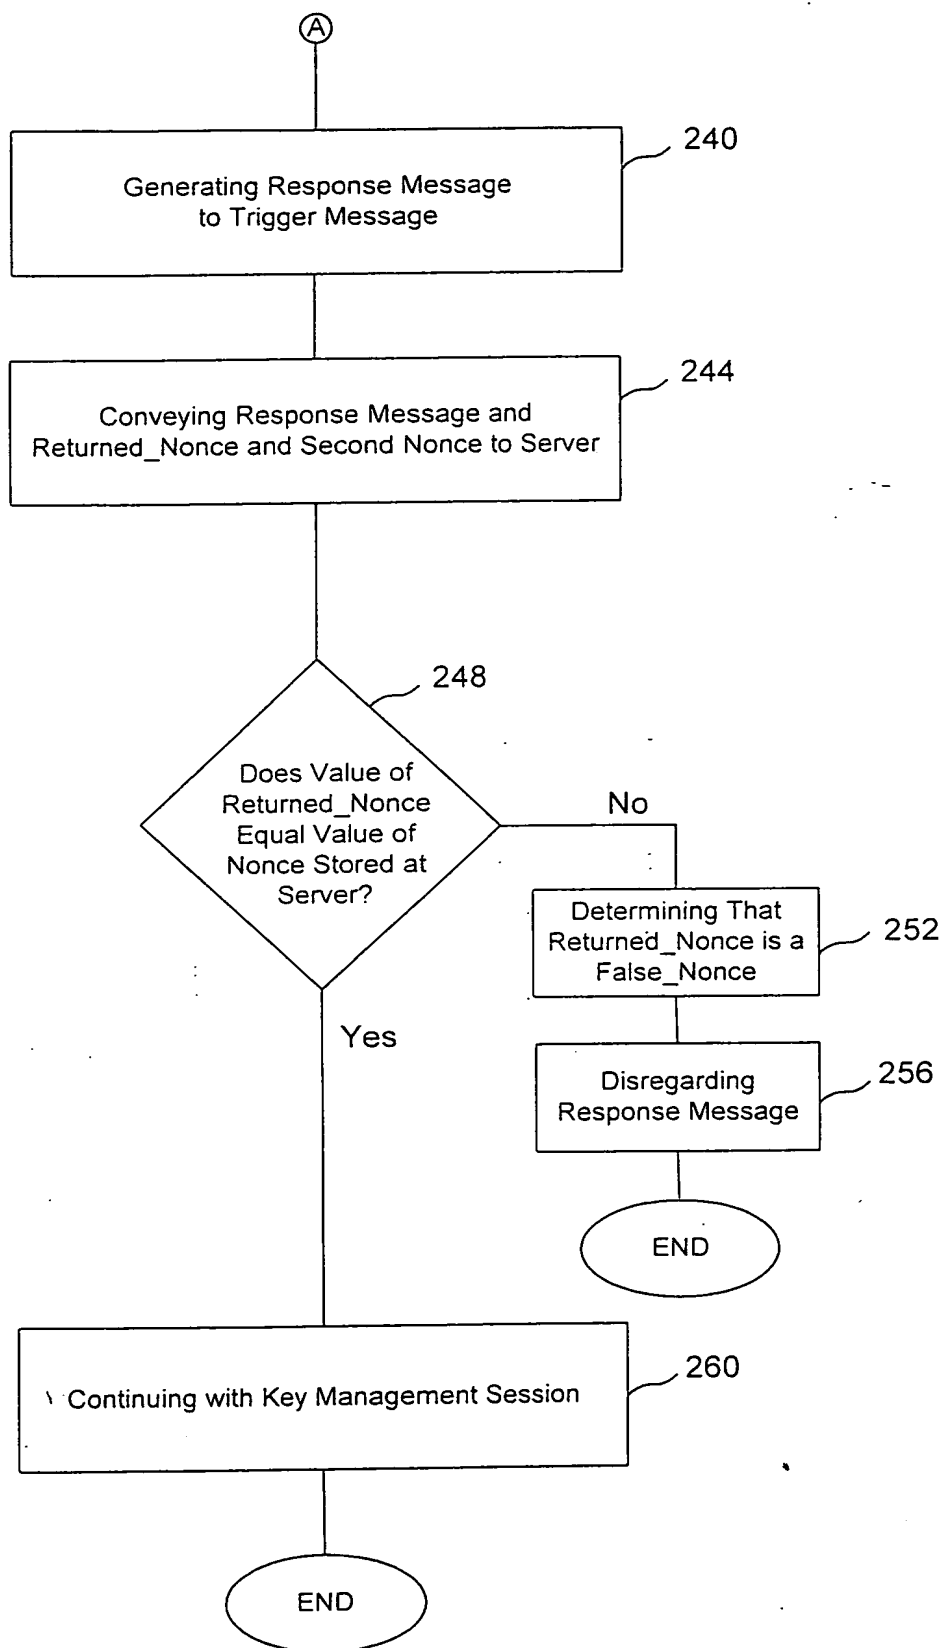 A
240
Generating Response Message
to Trigger Message
244
Conveying Response Message and
Returned_Nonce and Second Nonce to Server
248
Does Value of
Returned_Nonce
Equal Value of
Nonce Stored at
Server?
No
Determining That
Returned_Nonce is a
False_Nonce
252
Yes
Disregarding
Response Message
256
END
260
Continuing with Key Management Session
END